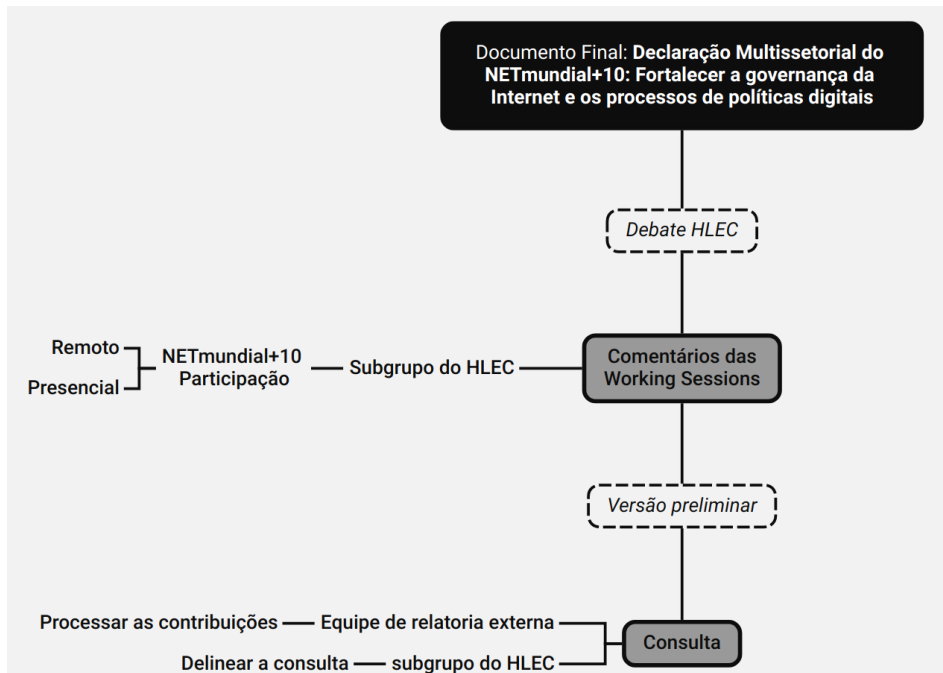 Documento Final: Declaração Multissetorial do
NETmundial+10: Fortalecer a governança da
Internet e os processos de políticas digitais
Debate HLEC
Remoto
Presencial
NETmundial+10
Participação
Subgrupo do HLEC
Comentários das
Working Sessions
Versão preliminar
Processar as contribuições
Equipe de relatoria externa
Delinear a consulta
subgrupo do HLEC
Consulta